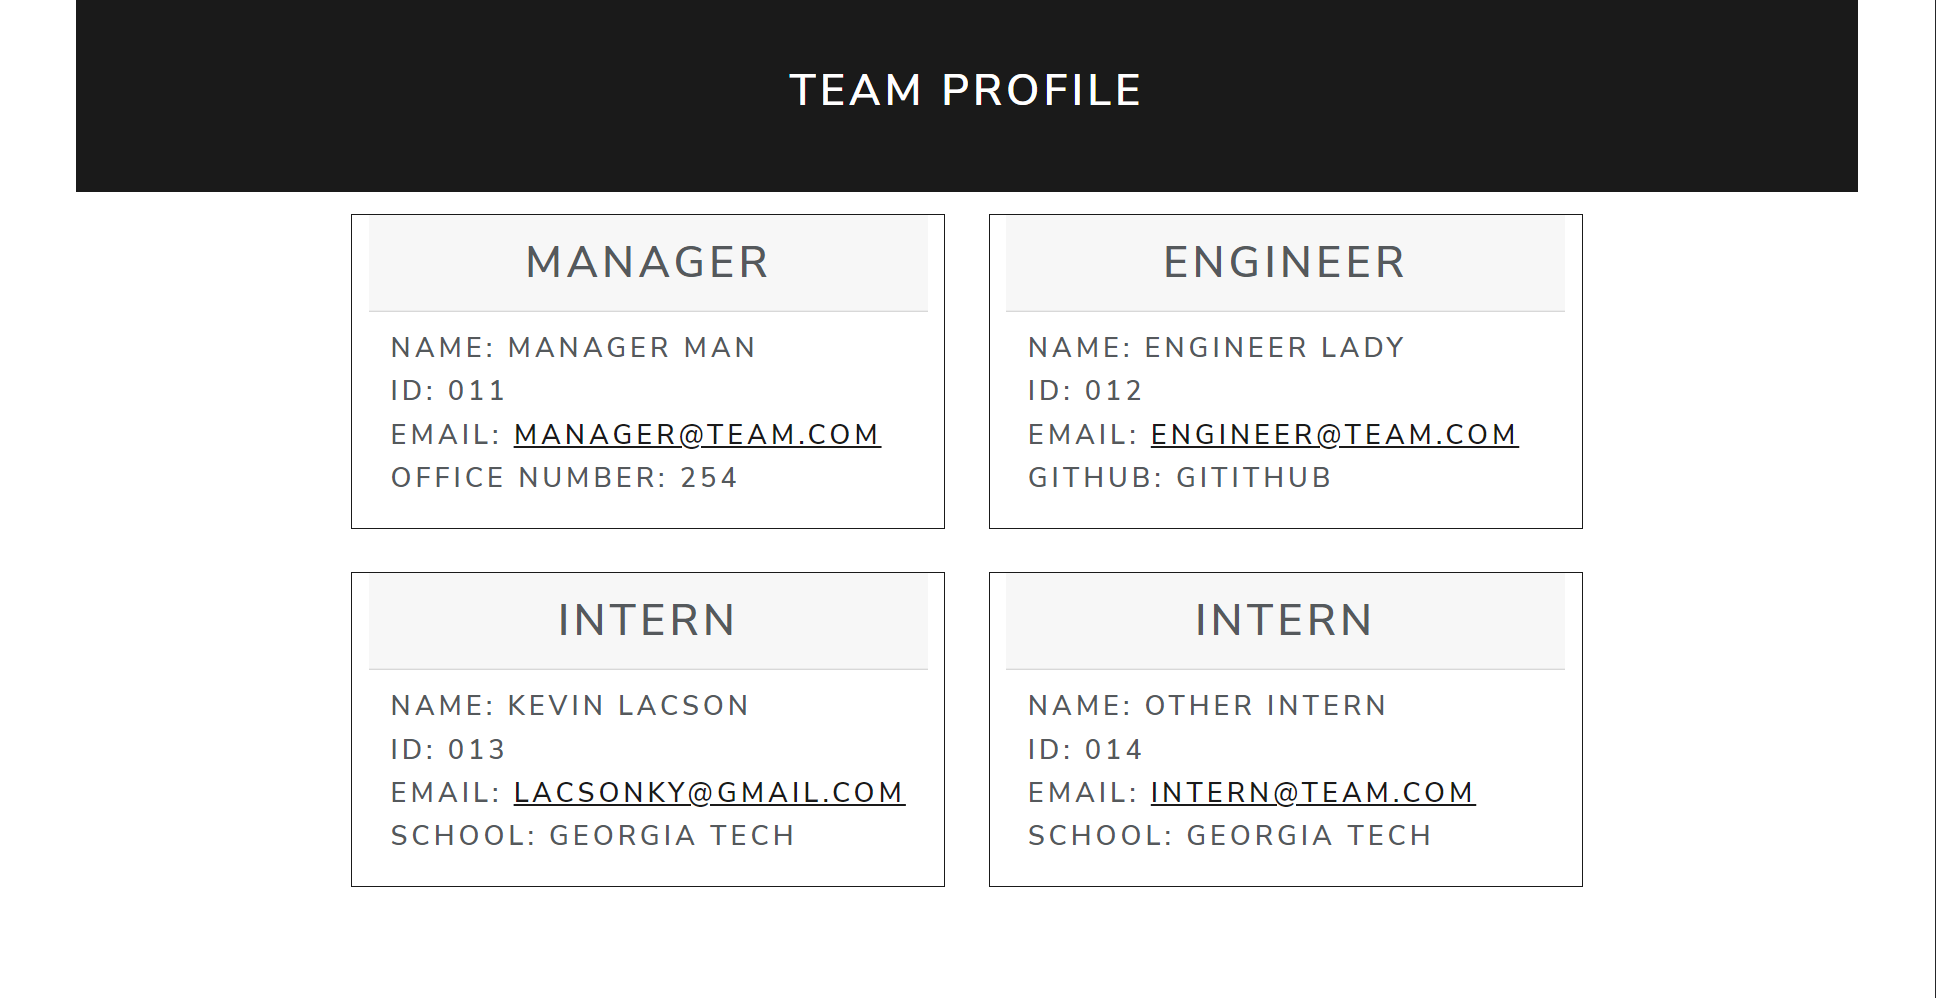 TEAM PROFILE
MANAGER
NAME: MANAGER MAN
ID: 011
EMAIL: MANAGER@TEAM.COM
OFFICE NUMBER: 254
ENGINEER
NAME: ENGINEER LADY
ID: 012
EMAIL: ENGINEER@TEAM.COM
GITHUB: GITITHUB
INTERN
NAME: KEVIN LACSON
ID: 013
EMAIL: LACSONKY@GMAIL.COM
SCHOOL: GEORGIA TECH
INTERN
NAME: OTHER INTERN
ID: 014
EMAIL: INTERN@TEAM.COM
SCHOOL: GEORGIA TECH